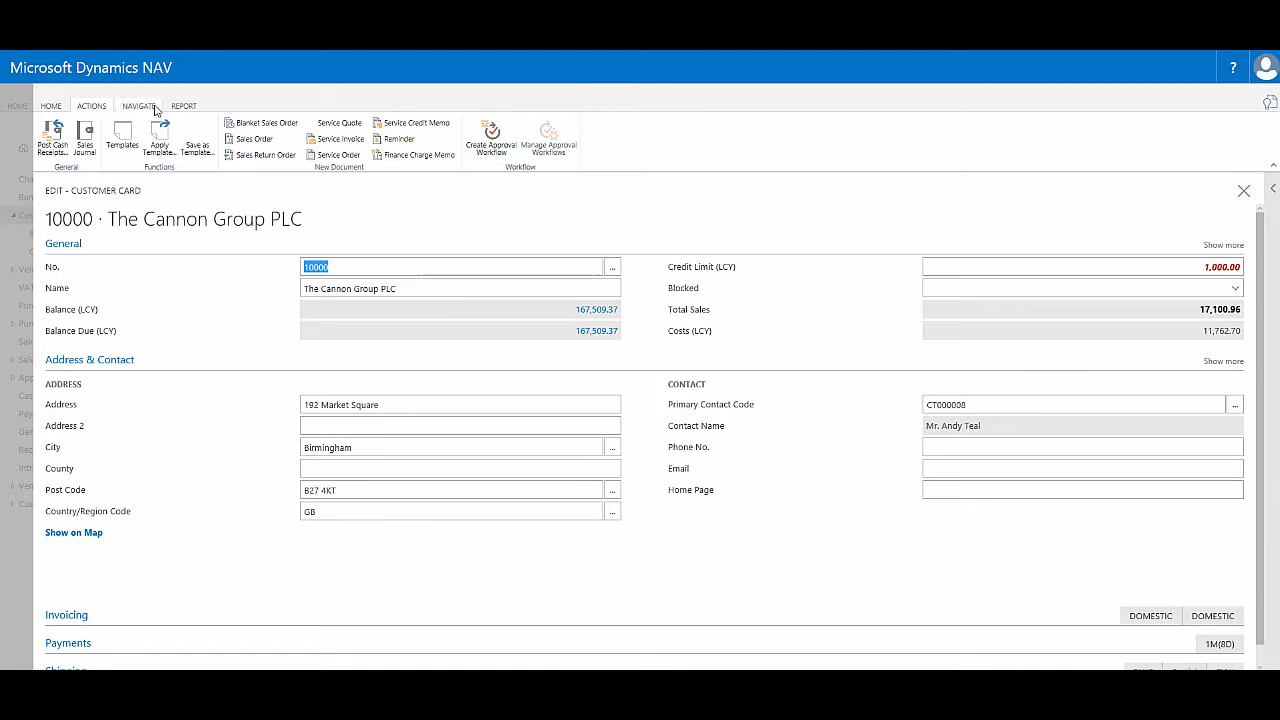 Microsoft Dynamics NAV
?
HOME HOME ACTIONS NAVIGATE REPORT
Post Cash Receipts... Sales Journal Templates Apply Template... Save as Template... Blanket Sales Order Service Quote Service Credit Memo Create Approval Workflow Manage Approval Workflows
Sales Order Service Invoice Reminder
Sales Return Order Service Order Finance Charge Memo
General Functions New Document Workflow
EDIT - CUSTOMER CARD
10000 · The Cannon Group PLC
General Show more
No. 10000 ... Credit Limit (LCY) 1,000.00
Name The Cannon Group PLC Blocked
Balance (LCY) 167,509.37 Total Sales 17,100.96
Balance Due (LCY) 167,509.37 Costs (LCY) 11,762.70
Address & Contact Show more
ADDRESS CONTACT
Address 192 Market Square Primary Contact Code CT000008 ...
Address 2 Contact Name Mr. Andy Teal
City Birmingham ... Phone No.
County Email
Post Code B27 4KT ... Home Page
Country/Region Code GB ...
Show on Map
Invoicing DOMESTIC DOMESTIC
Payments 1M(8D)